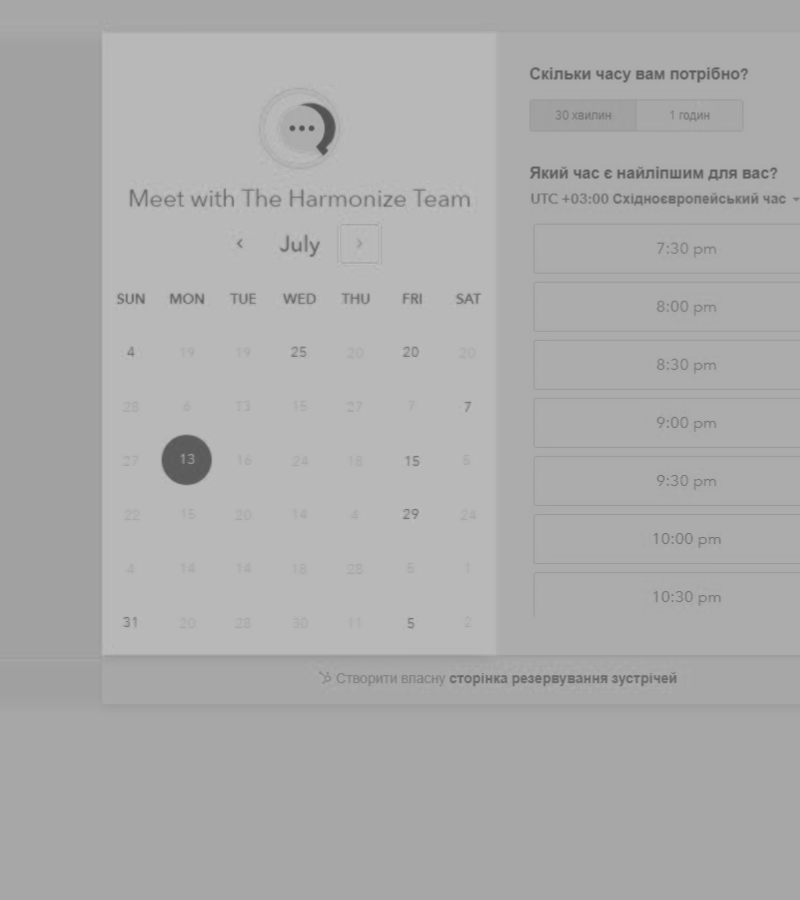 Meet with The Harmonize Team
July
SUN MON TUE WED THU FRI SAT
4 19 19 25 20 20 20
28 6 13 15 27 7 7
27 13 16 24 18 15 5
22 15 20 14 4 29 24
4 14 14 18 28 5 1
31 20 28 30 11 5 2
Скільки часу вам потрібно?
30 хвилин 1 годин
Який час є найліпшим для вас?
UTC +03:00 Східноєвропейський час
7:30 pm
8:00 pm
8:30 pm
9:00 pm
9:30 pm
10:00 pm
10:30 pm
Створити власну сторінка резервування зустрічей